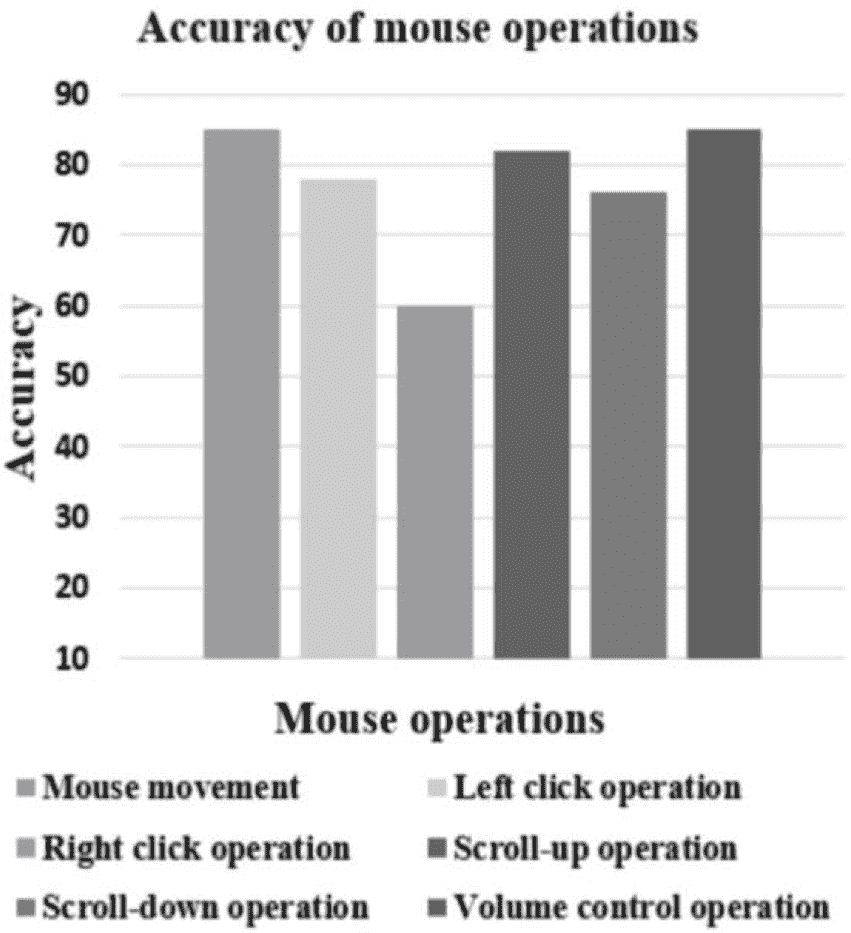 Accuracy of mouse operations
90
80
70
60
50
40
30
20
10
Accuracy
Mouse operations
Mouse movement
Left click operation
Right click operation
Scroll-up operation
Scroll-down operation
Volume control operation